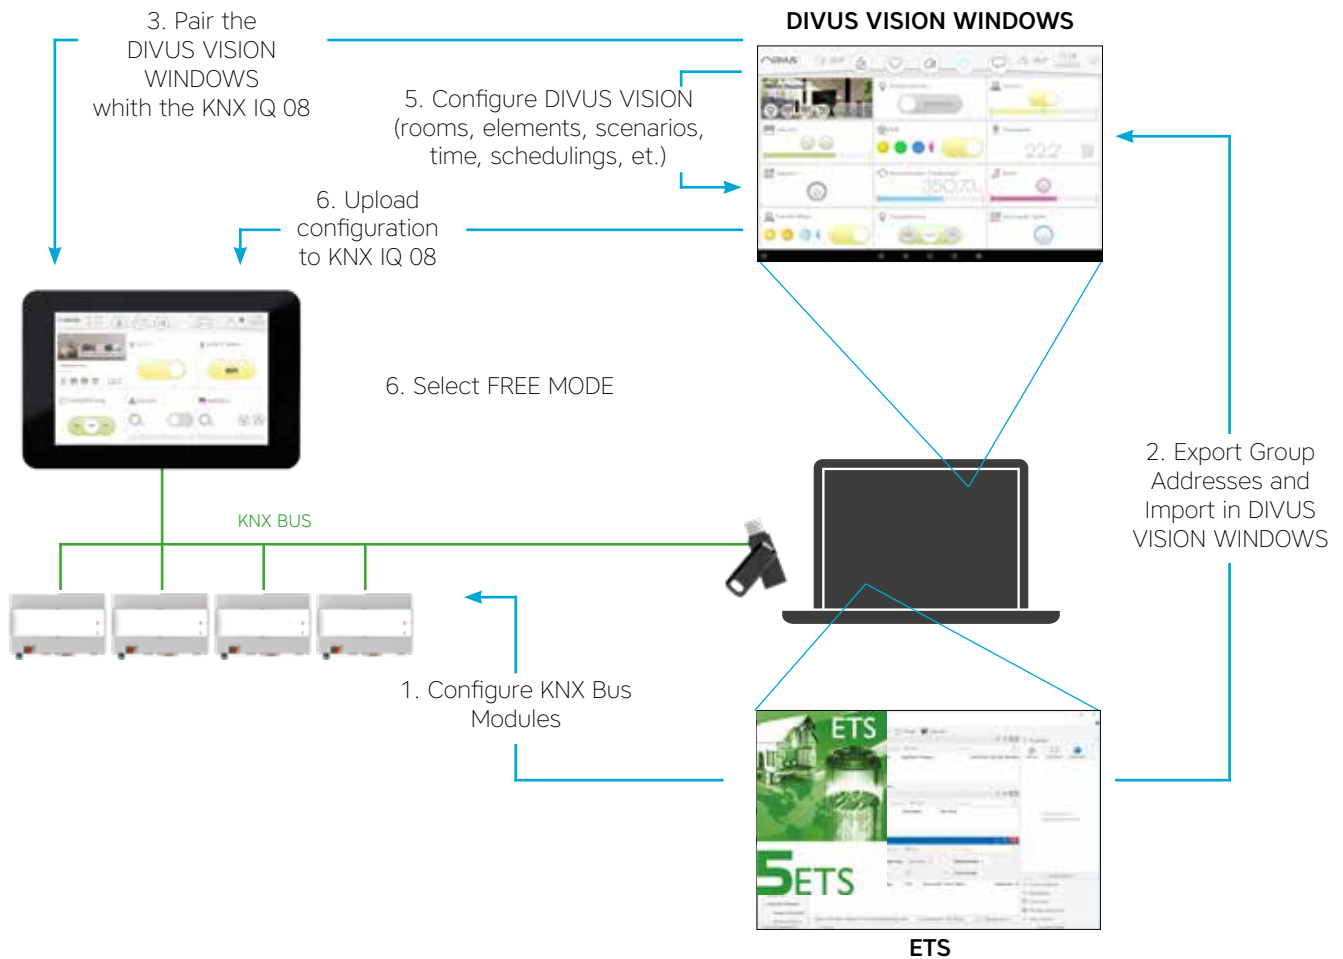 3. Pair the
DIVUS VISION
WINDOWS
whith the KNX IQ 08
DIVUS VISION WINDOWS
5. Configure DIVUS VISION
(rooms, elements, scenarios,
time, schedulings, et.)
6. Upload
configuration
to KNX IQ 08
6. Select FREE MODE
2. Export Group
Addresses and
Import in DIVUS
VISION WINDOWS
KNX BUS
1. Configure KNX Bus
Modules
ETS
5ETS
ETS